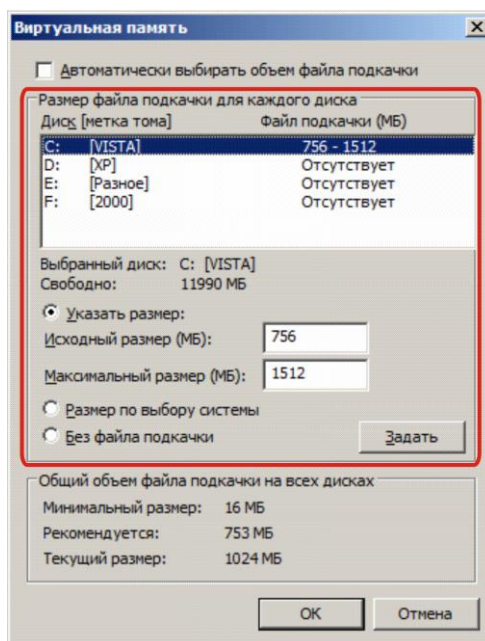 Виртуальная память
Автоматически выбирать объем файла подкачки
Размер файла подкачки для каждого диска
Диск [метка тома] Файл подкачки (МБ)
C: [VISTA] 756 - 1512
D: [XP] Отсутствует
E: [Разное] Отсутствует
F: [2000] Отсутствует
Выбранный диск: C: [VISTA]
Свободно: 11990 МБ
Указать размер:
Исходный размер (МБ): 756
Максимальный размер (МБ): 1512
Размер по выбору системы
Без файла подкачки Задать
Общий объем файла подкачки на всех дисках
Минимальный размер: 16 МБ
Рекомендуется: 753 МБ
Текущий размер: 1024 МБ
OK Отмена